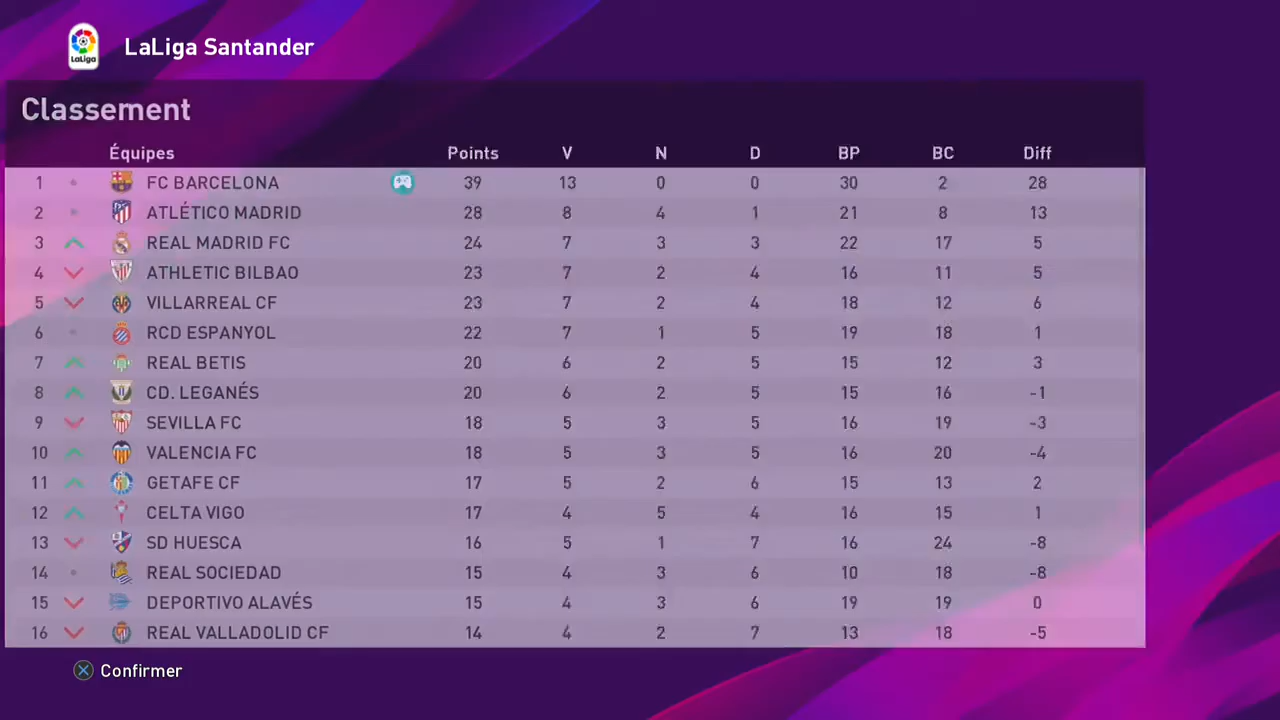 LaLiga
LaLiga Santander
Classement
Équipes Points V N D BP BC Diff
1 FC BARCELONA 39 13 0 0 30 2 28
2 ATLÉTICO MADRID 28 8 4 1 21 8 13
3 REAL MADRID FC 24 7 3 3 22 17 5
4 ATHLETIC BILBAO 23 7 2 4 16 11 5
5 VILLARREAL CF 23 7 2 4 18 12 6
6 RCD ESPANYOL 22 7 1 5 19 18 1
7 REAL BETIS 20 6 2 5 15 12 3
8 CD. LEGANÉS 20 6 2 5 15 16 -1
9 SEVILLA FC 18 5 3 5 16 19 -3
10 VALENCIA FC 18 5 3 5 16 20 -4
11 GETAFE CF 17 5 2 6 15 13 2
12 CELTA VIGO 17 4 5 4 16 15 1
13 SD HUESCA 16 5 1 7 16 24 -8
14 REAL SOCIEDAD 15 4 3 6 10 18 -8
15 DEPORTIVO ALAVÉS 15 4 3 6 19 19 0
16 REAL VALLADOLID CF 14 4 2 7 13 18 -5
Confirmer